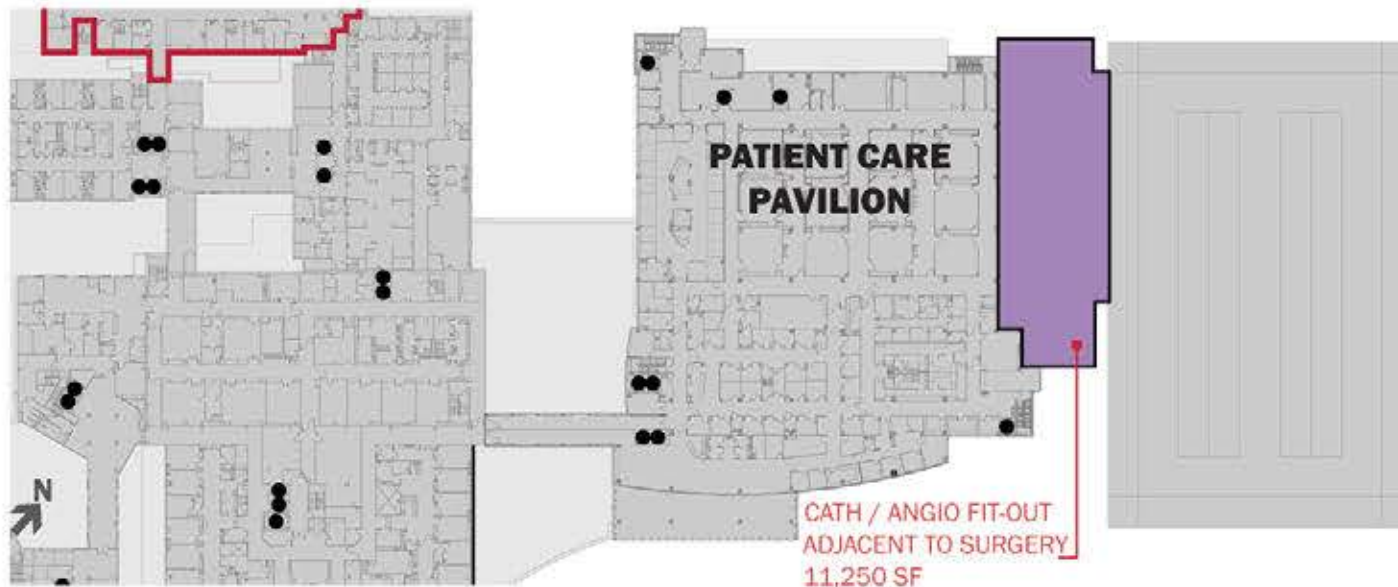 PATIENT CARE
PAVILION
N
CATH / ANGIO FIT-OUT
ADJACENT TO SURGERY
11,250 SF